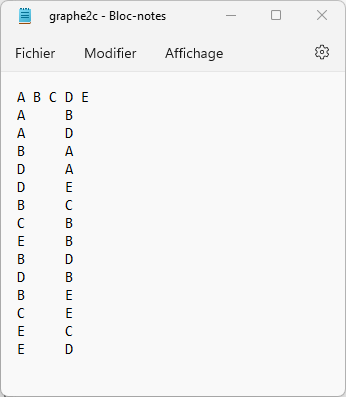 graphe2c - Bloc-notes
Fichier Modifier Affichage
A B C D E
A B
A D
B A
D A
D E
B C
C B
E B
B D
D B
B E
C E
E C
E D